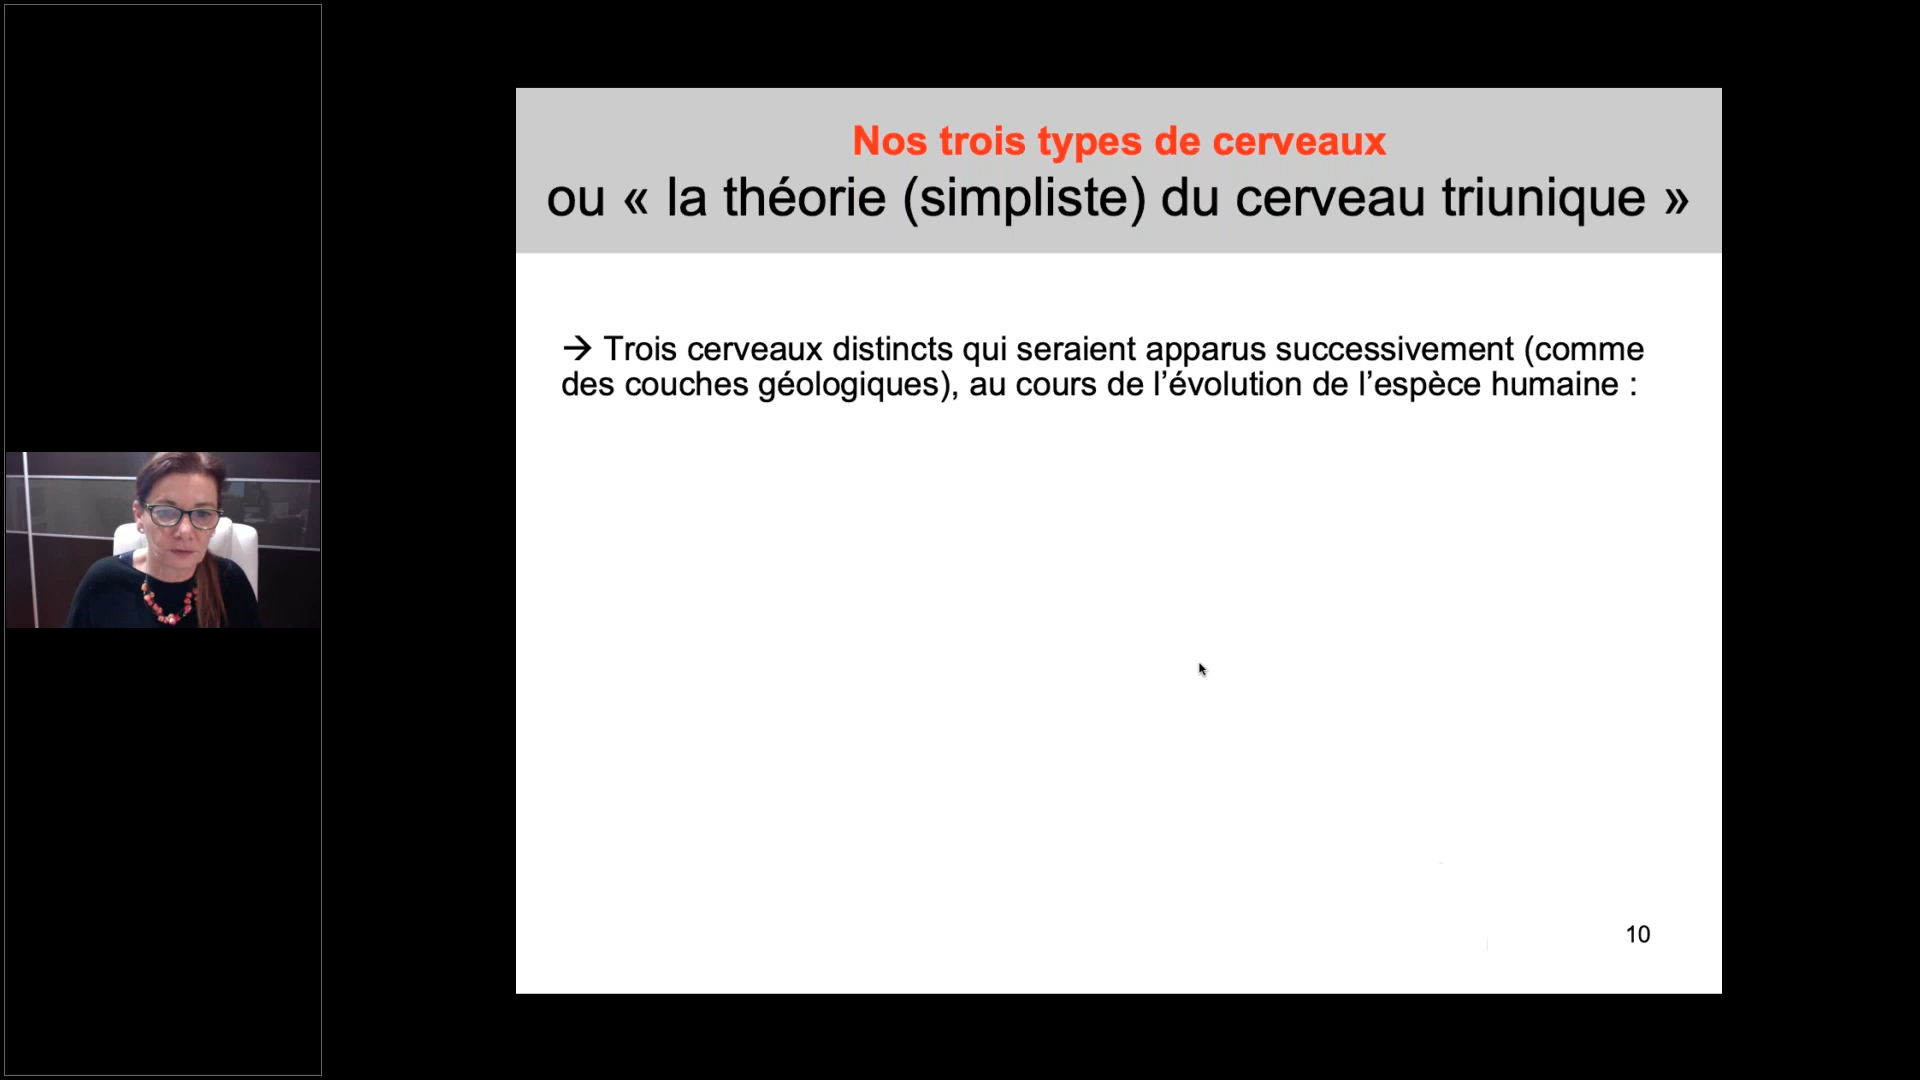 Nos trois types de cerveaux
ou « la théorie (simpliste) du cerveau triunique »
→ Trois cerveaux distincts qui seraient apparus successivement (comme
des couches géologiques), au cours de l’évolution de l’espèce humaine :
10